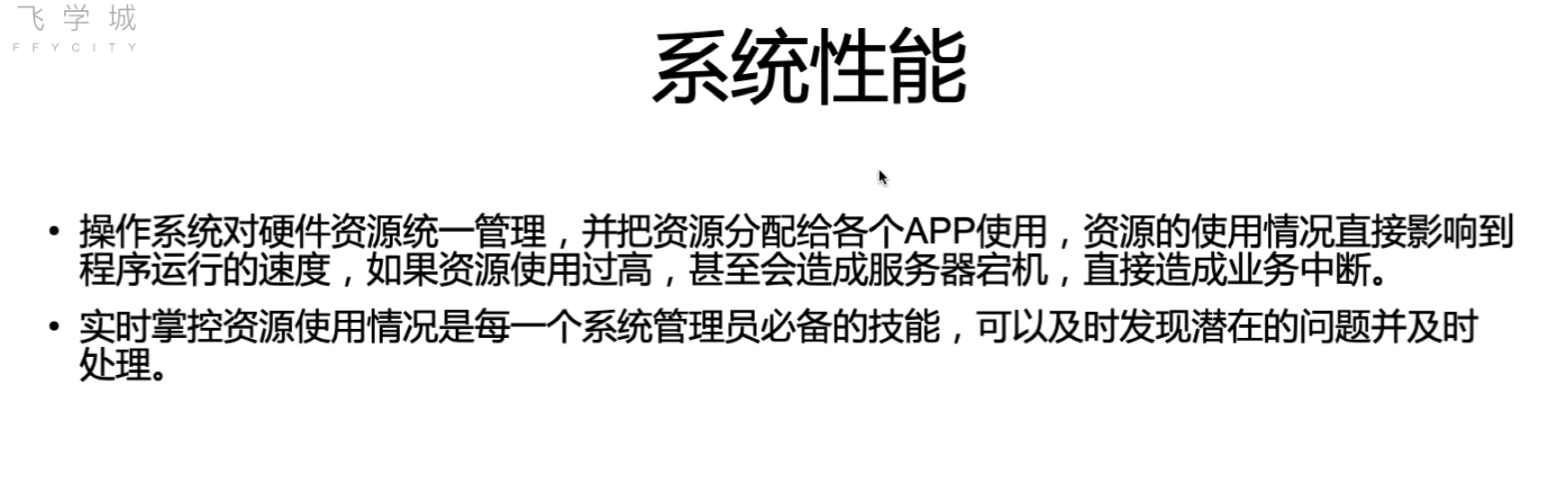 飞学城
FFYCITY
系统性能
• 操作系统对硬件资源统一管理，并把资源分配给各个APP使用，资源的使用情况直接影响到
程序运行的速度，如果资源使用过高，甚至会造成服务器宕机，直接造成业务中断。
• 实时掌控资源使用情况是每一个系统管理员必备的技能，可以及时发现潜在的问题并及时
处理。